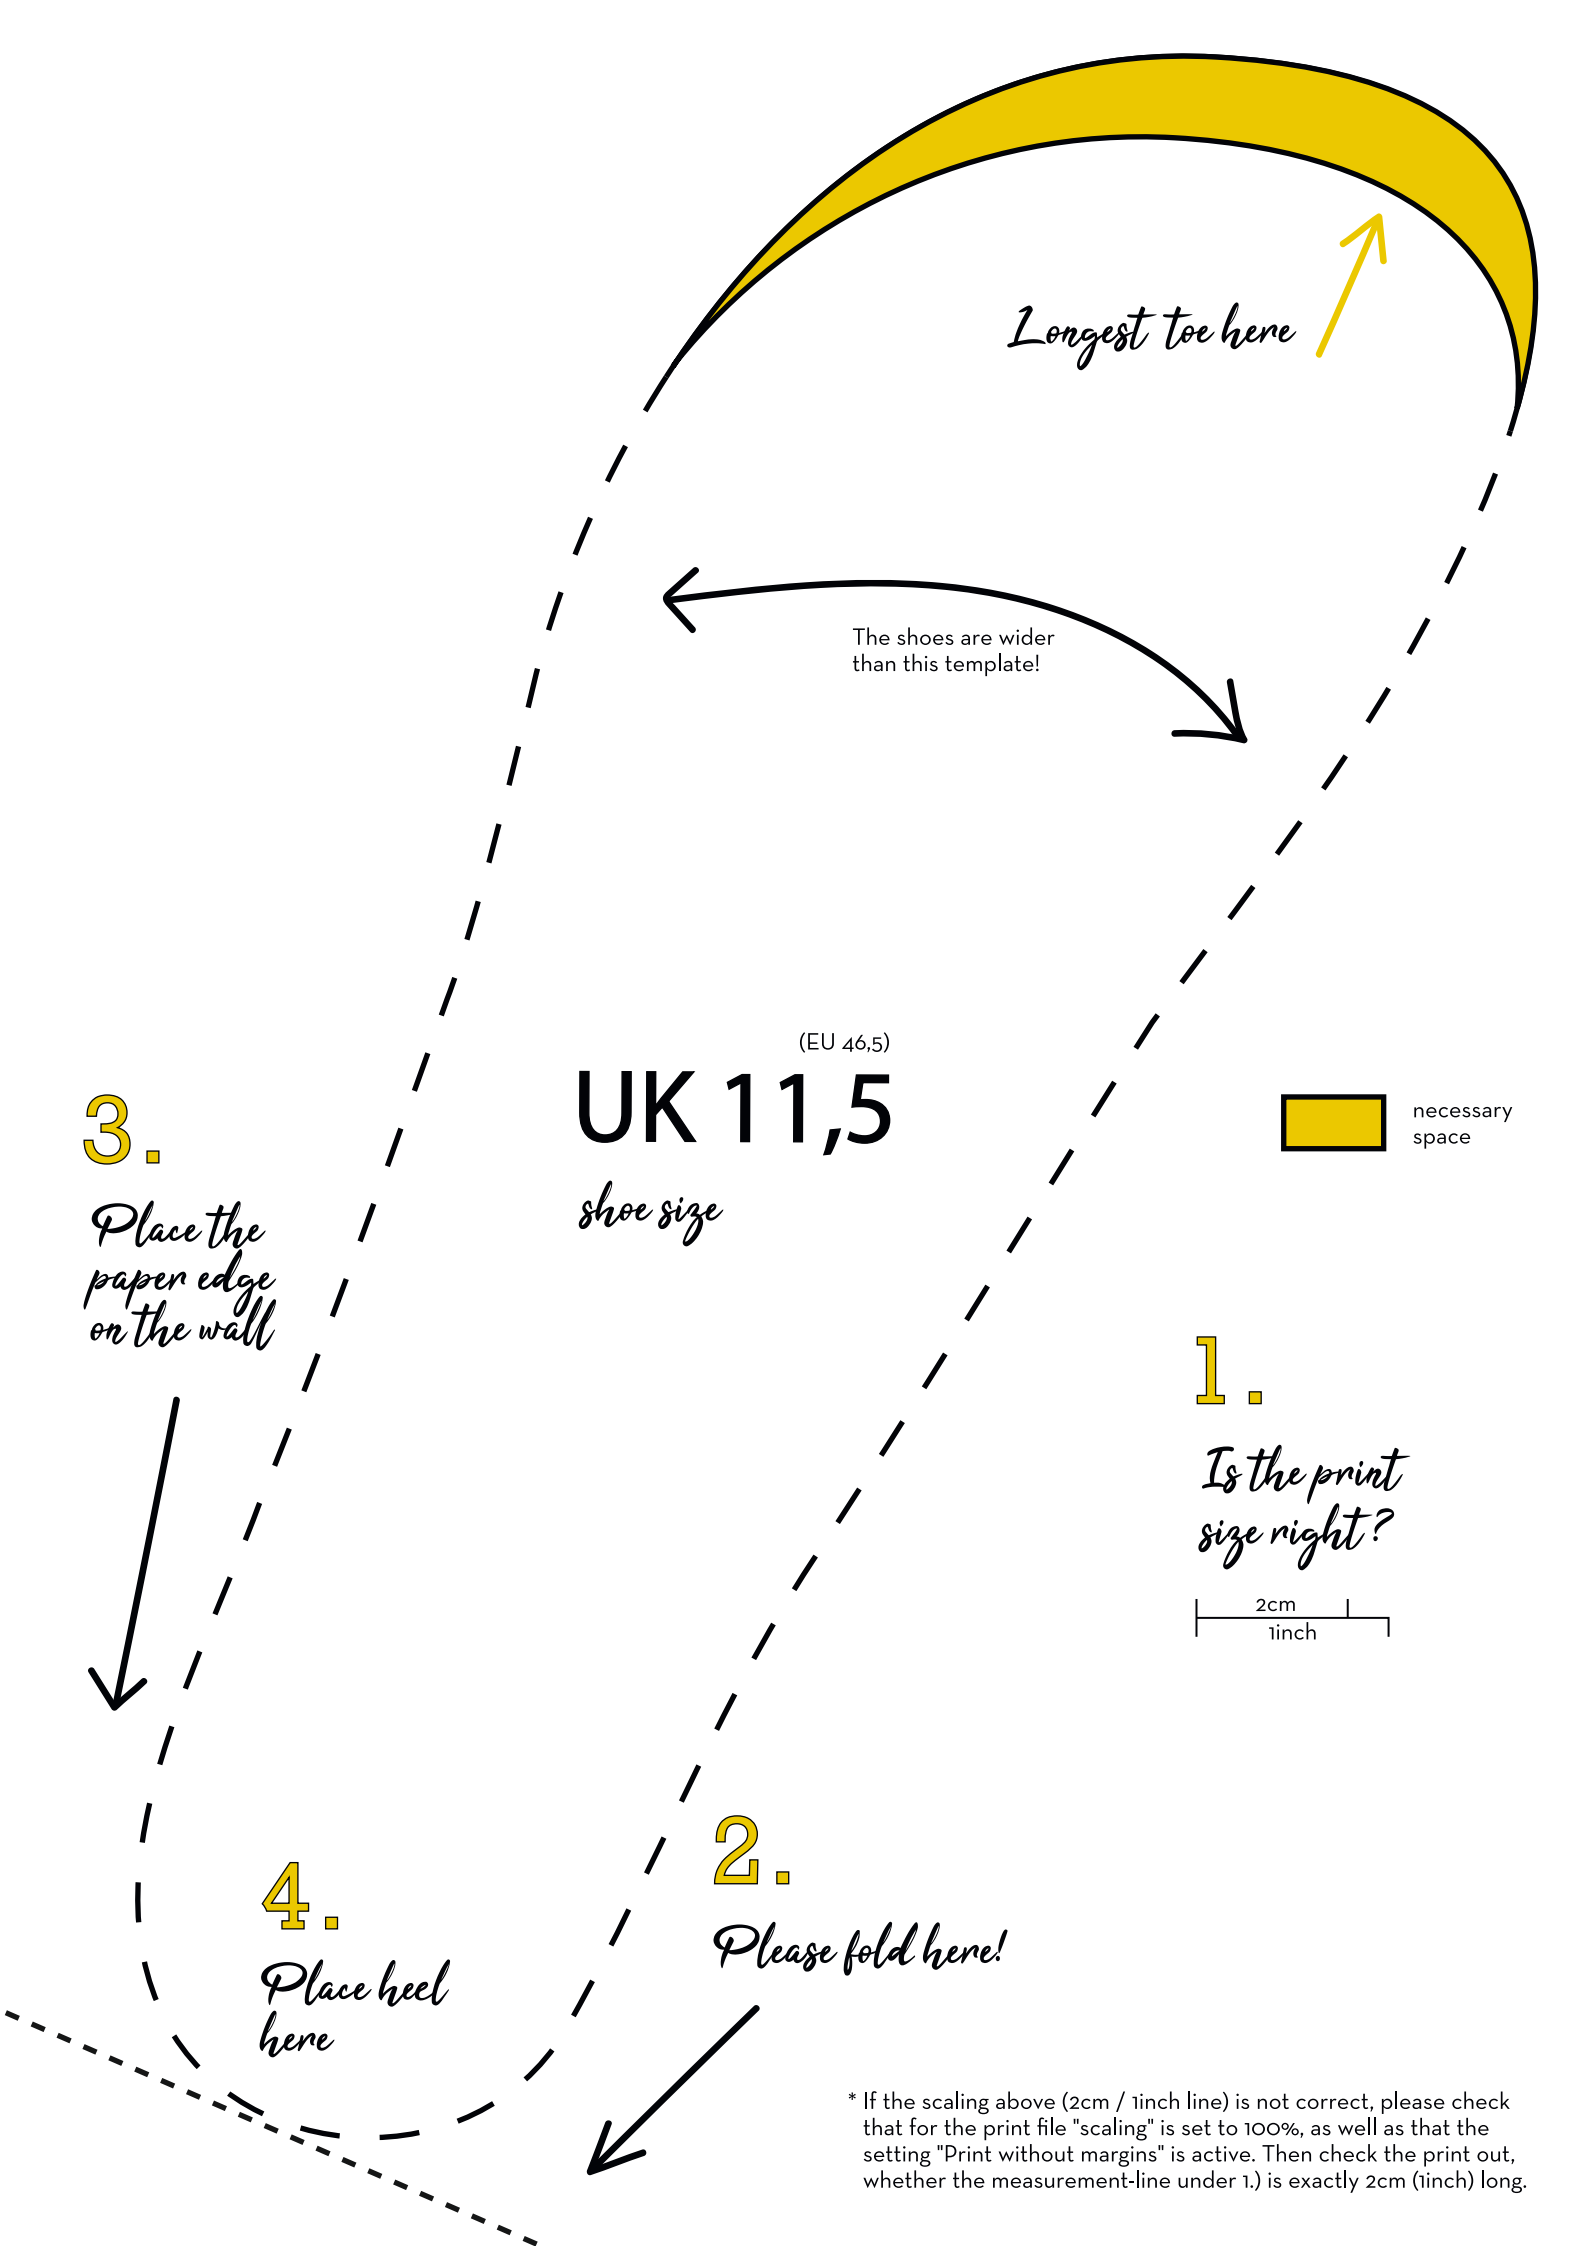 Longest toe here
The shoes are wider
than this template!
(EU 46,5)
UK 11,5
shoe size
necessary
space
3.
Place the
paper edge
on the wall
1.
Is the print
size right?
2cm
1inch
2.
Please fold here!
4.
Place heel
here
* If the scaling above (2cm / 1inch line) is not correct, please check
that for the print file "scaling" is set to 100%, as well as that the
setting "Print without margins" is active. Then check the print out,
whether the measurement-line under 1.) is exactly 2cm (1inch) long.